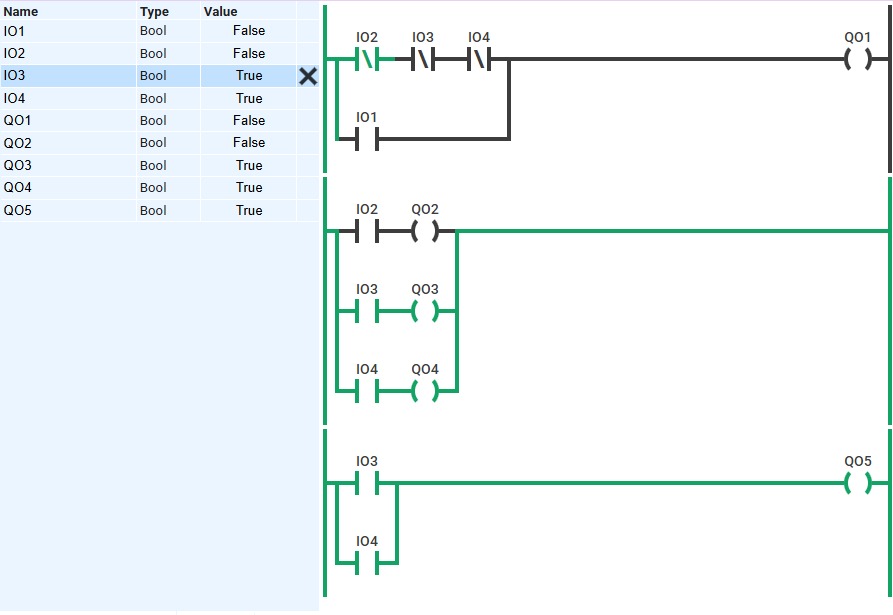 Name Type Value
IO1 Bool False
IO2 Bool False
IO3 Bool True
IO4 Bool True
QO1 Bool False
QO2 Bool False
QO3 Bool True
QO4 Bool True
QO5 Bool True
IO2 IO3 IO4 QO1
IO1
IO2 QO2
IO3 QO3
IO4 QO4
IO3 QO5
IO4